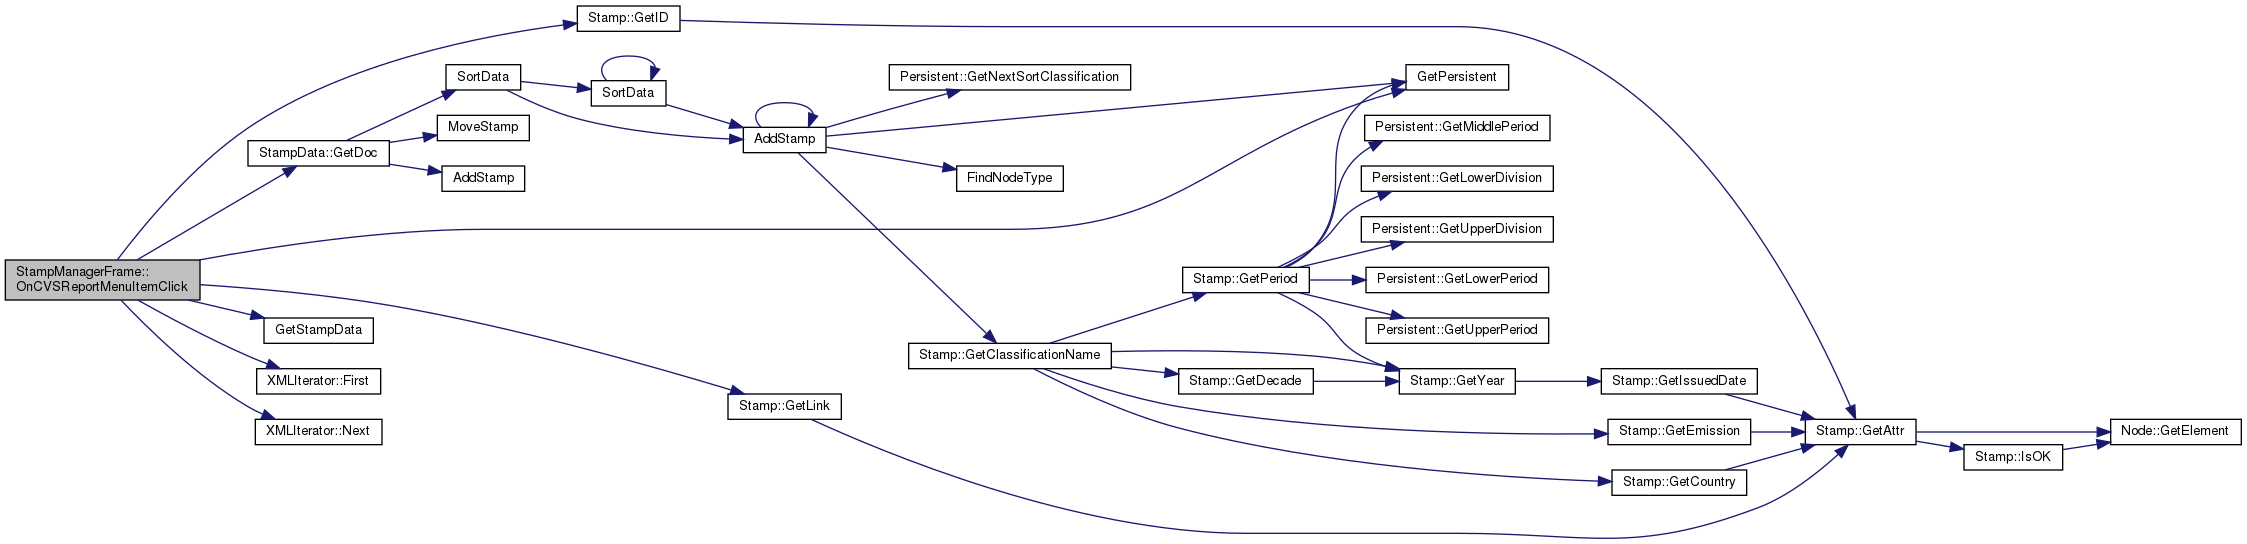 StampManagerFrame::
OnCVSReportMenuItemClick
Stamp::GetID
StampData::GetDoc
SortData
SortData
MoveStamp
AddStamp
AddStamp
Persistent::GetNextSortClassification
GetPersistent
FindNodeType
Persistent::GetMiddlePeriod
Persistent::GetLowerDivision
Persistent::GetUpperDivision
Stamp::GetPeriod
Persistent::GetLowerPeriod
Persistent::GetUpperPeriod
GetStampData
XMLIterator::First
XMLIterator::Next
Stamp::GetLink
Stamp::GetClassificationName
Stamp::GetDecade
Stamp::GetYear
Stamp::GetIssuedDate
Stamp::GetEmission
Stamp::GetCountry
Stamp::GetAttr
Stamp::IsOK
Node::GetElement